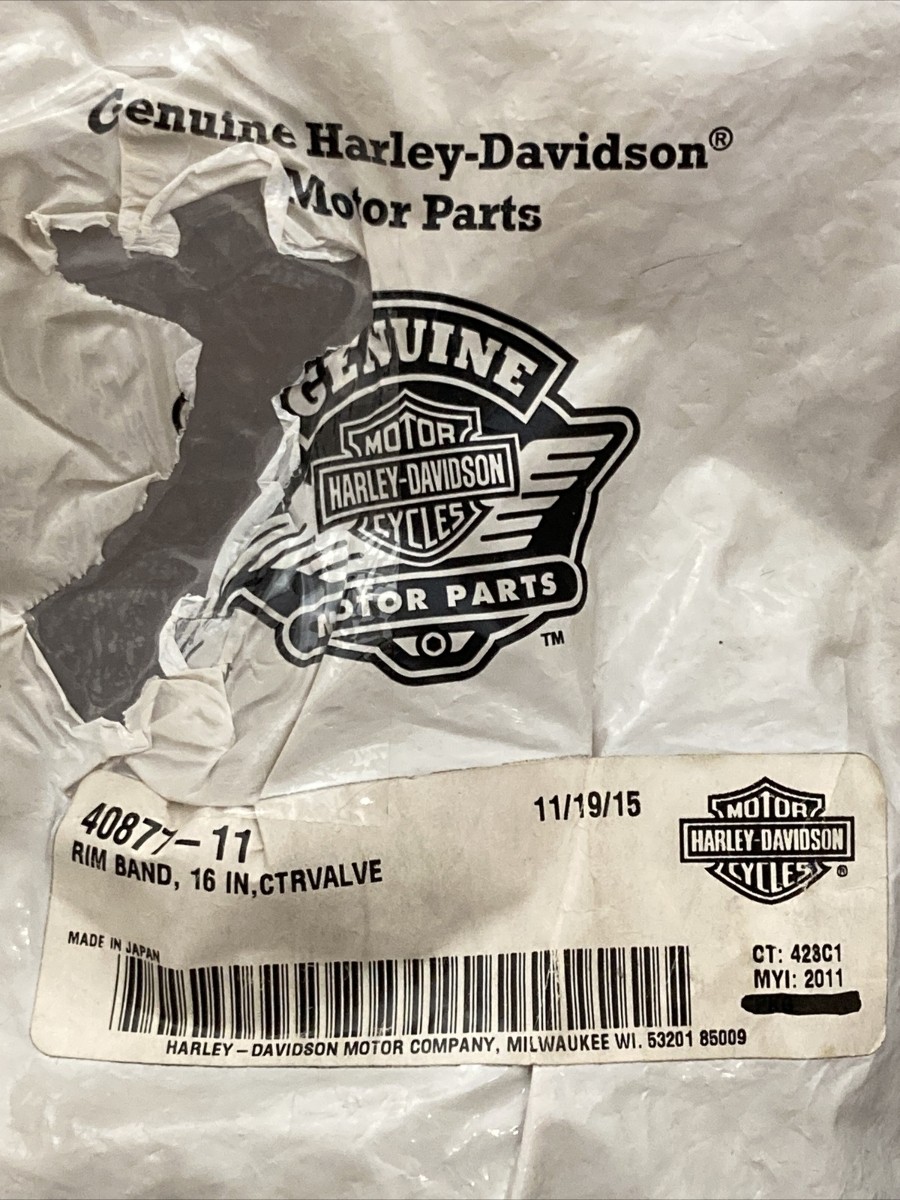 Genuine Harley-Davidson®
Motor Parts
GENUINE
MOTOR
HARLEY-DAVIDSON
CYCLES
MOTOR PARTS
TM
40877-11
11/19/15
RIM BAND, 16 IN,CTRVALVE
MOTOR
HARLEY-DAVIDSON
CYCLES
®
MADE IN JAPAN
CT: 428C1
MYI: 2011
HARLEY-DAVIDSON MOTOR COMPANY, MILWAUKEE WI. 53201 85009